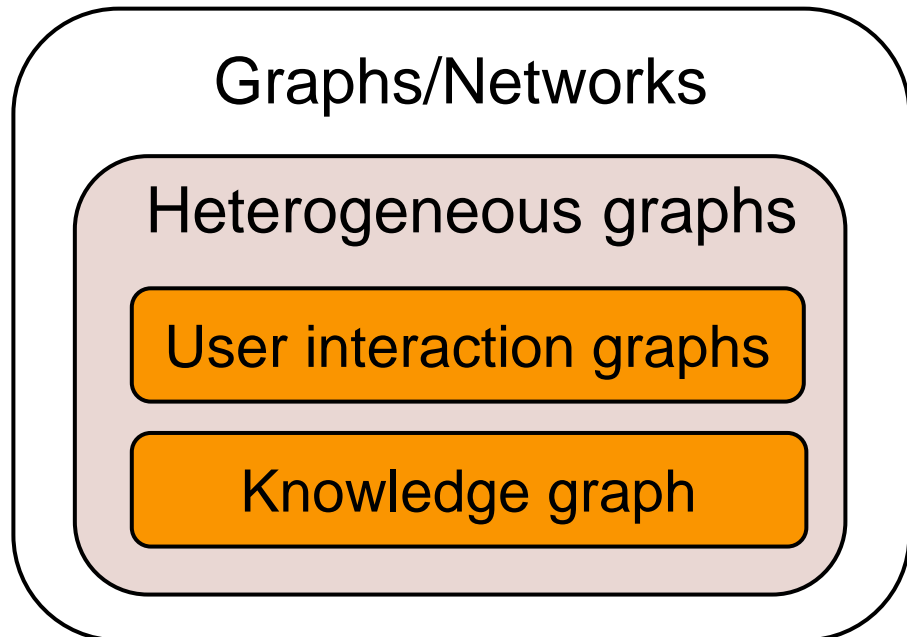 Graphs/Networks
Heterogeneous graphs
User interaction graphs
Knowledge graph